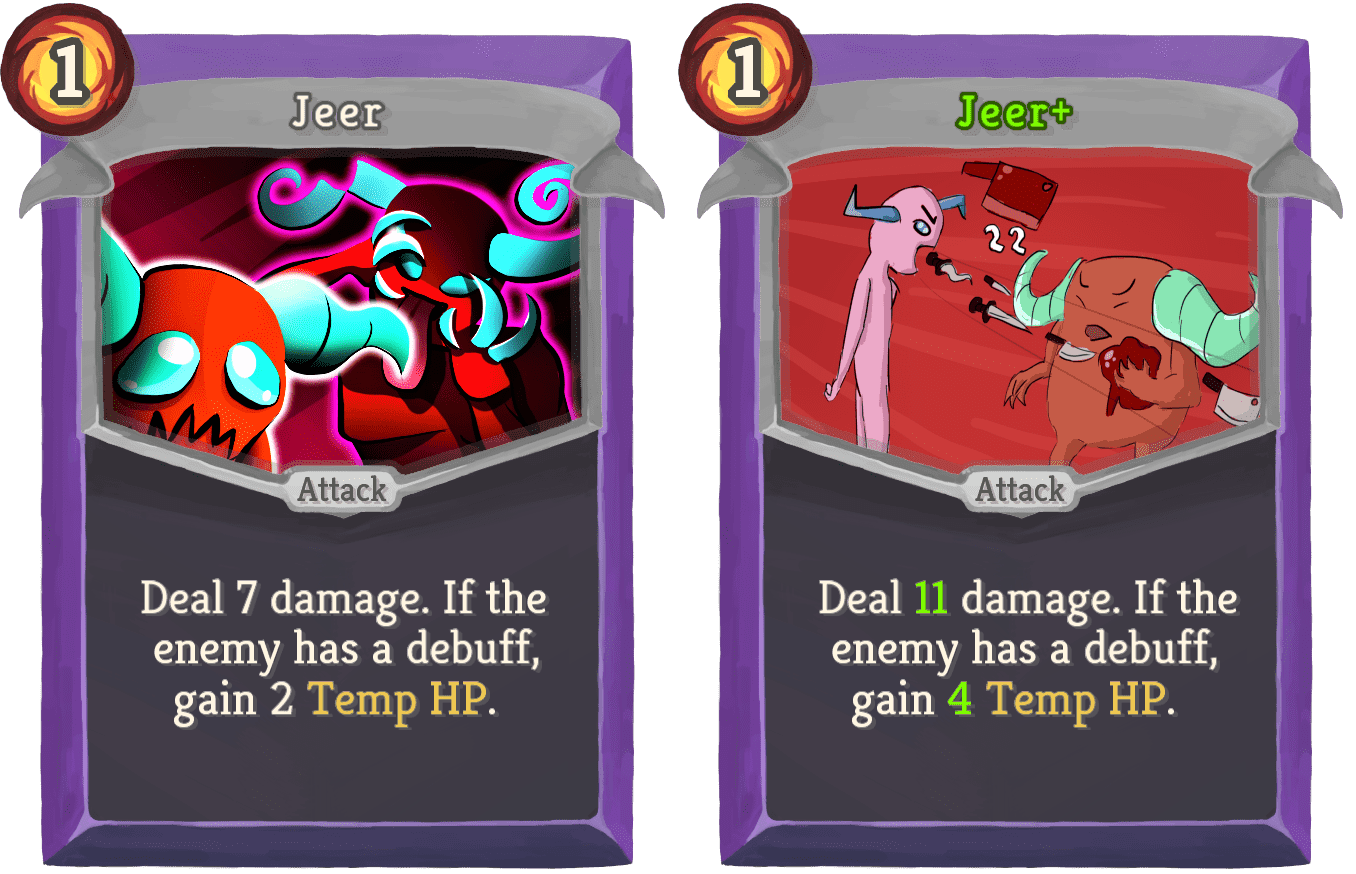 1
Jeer
Attack
Deal 7 damage. If the
enemy has a debuff,
gain 2 Temp HP.
1
Jeer+
22
Attack
Deal 11 damage. If the
enemy has a debuff,
gain 4 Temp HP.